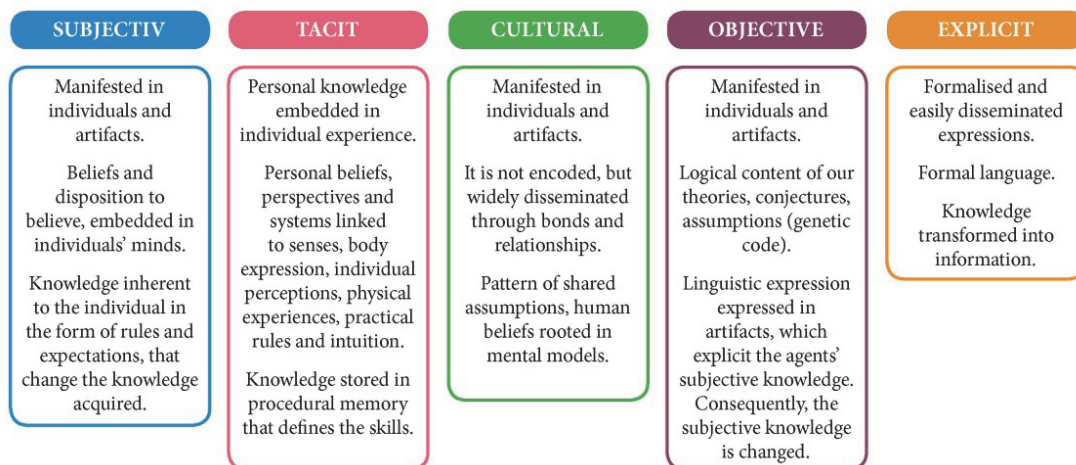 SUBJECTIV
Manifested in
individuals and
artifacts.
Beliefs and
disposition to
believe, embedded in
individuals’ minds.
Knowledge inherent
to the individual in
the form of rules and
expectations, that
change the knowledge
acquired.
TACIT
Personal knowledge
embedded in
individual experience.
Personal beliefs,
perspectives and
systems linked
to senses, body
expression, individual
perceptions, physical
experiences, practical
rules and intuition.
Knowledge stored in
procedural memory
that defines the skills.
CULTURAL
Manifested in
individuals and
artifacts.
It is not encoded, but
widely disseminated
through bonds and
relationships.
Pattern of shared
assumptions, human
beliefs rooted in
mental models.
OBJECTIVE
Manifested in
individuals and
artifacts.
Logical content of our
theories, conjectures,
assumptions (genetic
code).
Linguistic expression
expressed in
artifacts, which
explicit the agents’
subjective knowledge.
Consequently, the
subjective knowledge
is changed.
EXPLICIT
Formalised and
easily disseminated
expressions.
Formal language.
Knowledge
transformed into
information.